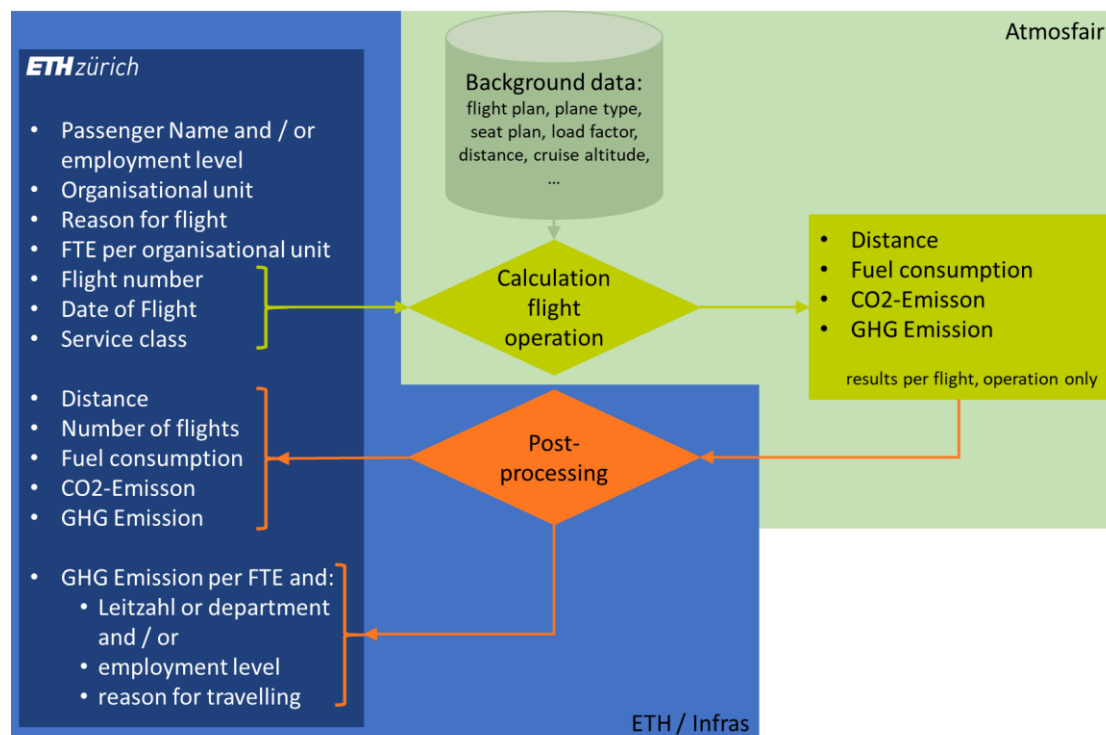 Atmosfair
ETH zürich
• Passenger Name and / or
employment level
• Organisational unit
• Reason for flight
• FTE per organisational unit
• Flight number
• Date of Flight
• Service class
• Distance
• Number of flights
• Fuel consumption
• CO2-Emisson
• GHG Emission
• GHG Emission per FTE and:
• Leitzahl or department
and / or
• employment level
• reason for travelling
Background data:
flight plan, plane type,
seat plan, load factor,
distance, cruise altitude,
...
Calculation
flight
operation
• Distance
• Fuel consumption
• CO2-Emisson
• GHG Emission
results per flight, operation only
Post-
processing
ETH / Infras